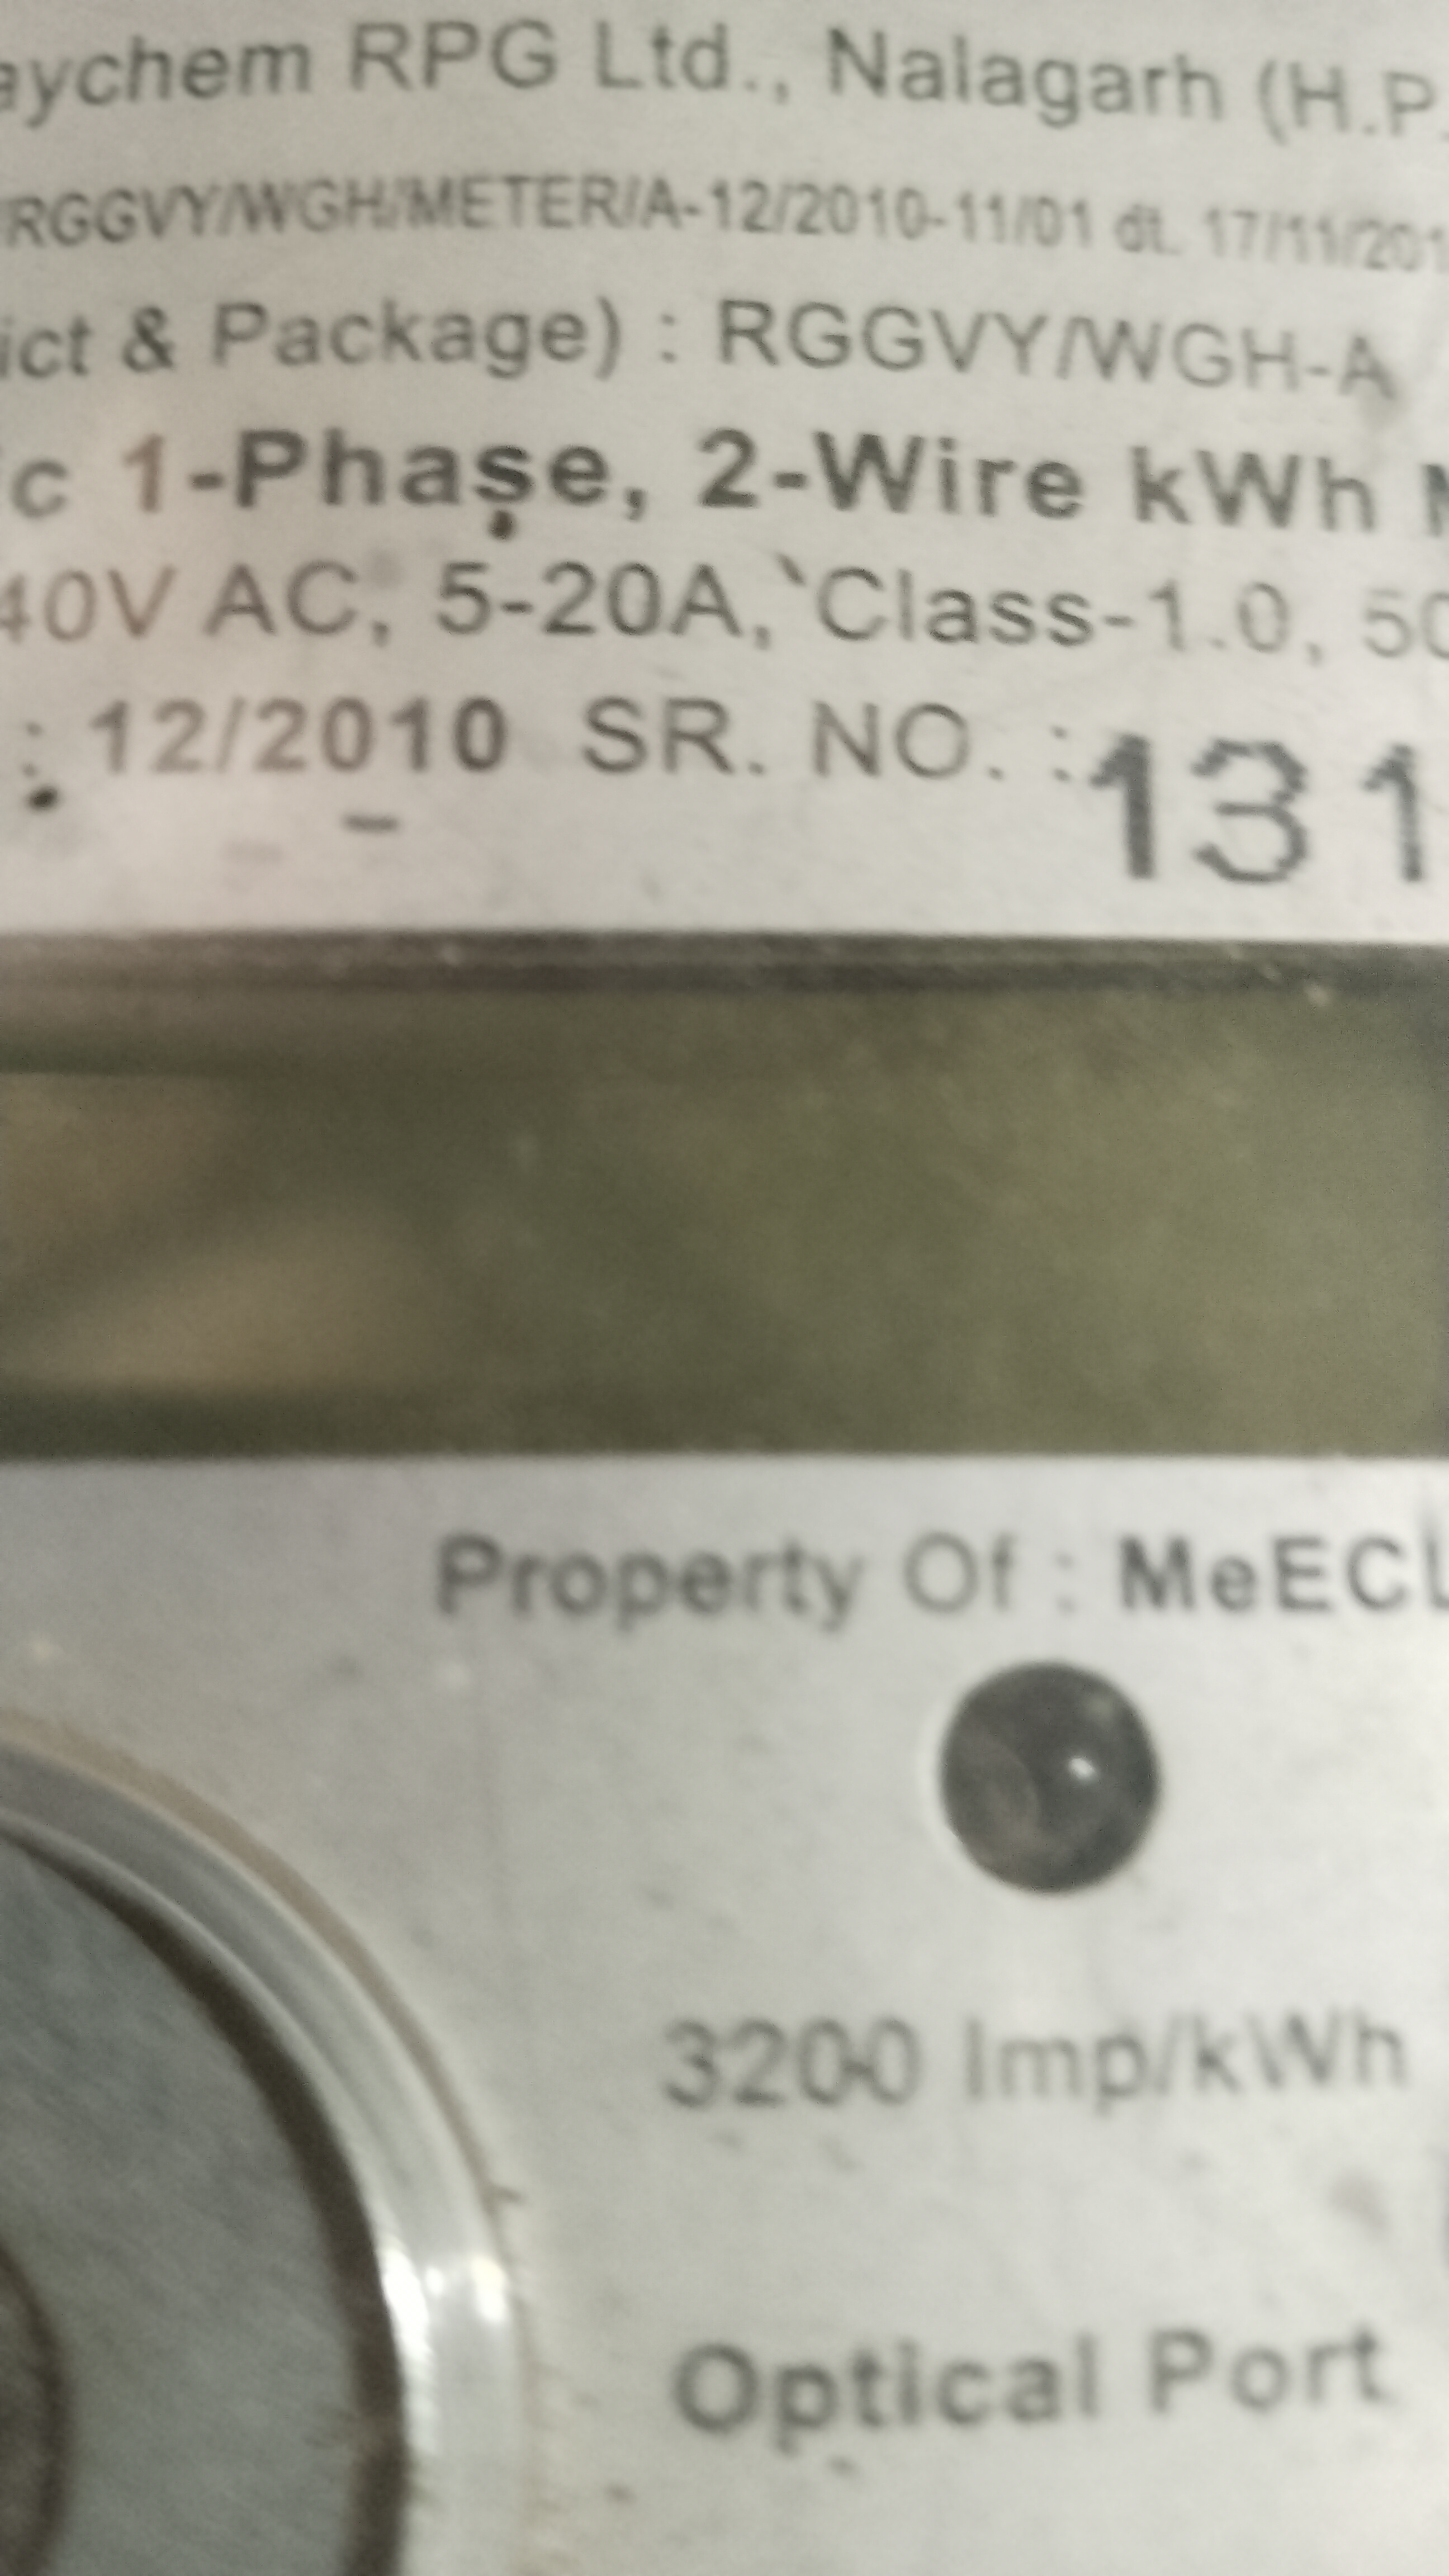 aychem RPG Ltd., Nalagarh (H.P.
RGGVY/WGH/METER/A-12/2010-11/01 dt. 17/11/201
ict & Package) : RGGVY/WGH-A
c 1-Phase, 2-Wire kWh M
40V AC, 5-20A, Class-1.0, 50
: 12/2010 SR. NO. : 131
Property Of : MeECL
3200 Imp/kWh
Optical Port